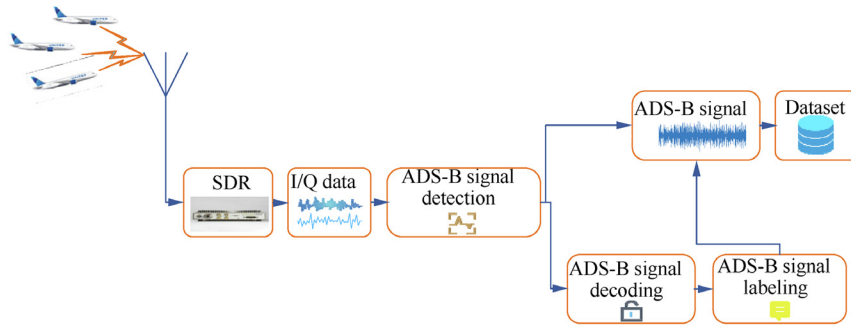 SDR
I/Q data
ADS-B signal
detection
ADS-B signal
Dataset
ADS-B signal
decoding
ADS-B signal
labeling